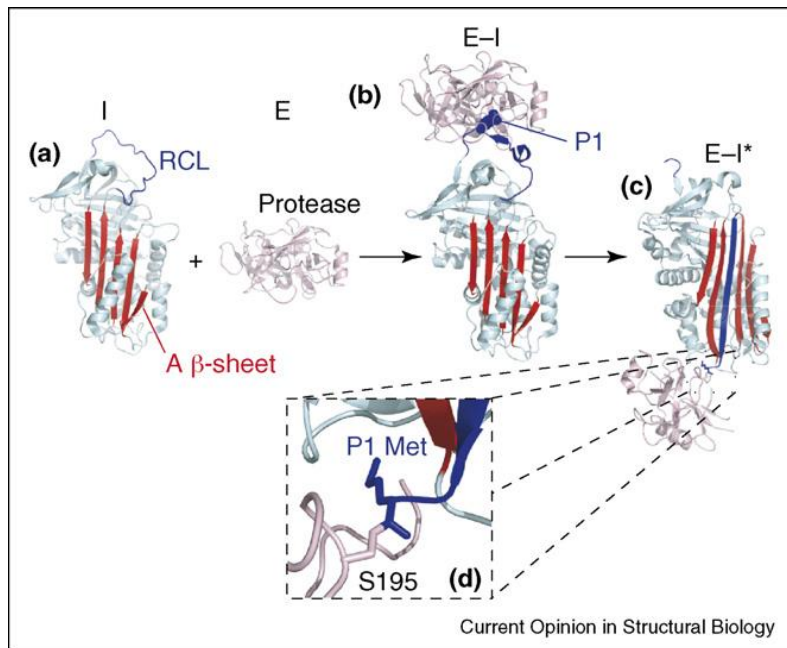 E–I
(b)
I
E
(a)
RCL
P1
E–I*
(c)
Protease
+
A β-sheet
P1 Met
S195
(d)
Current Opinion in Structural Biology